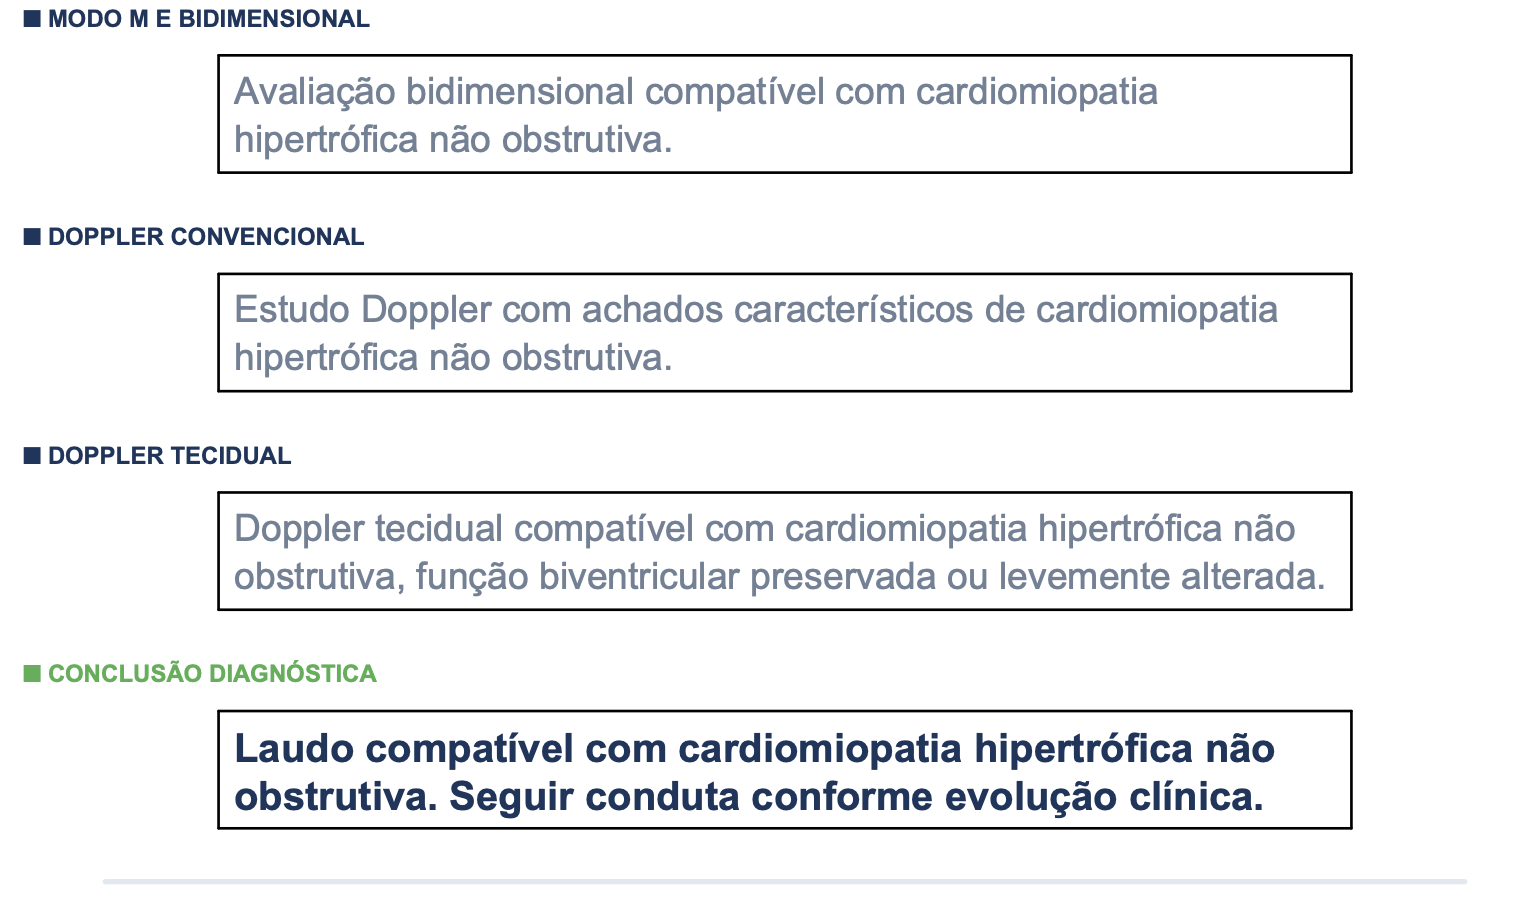 MODO M E BIDIMENSIONAL
Avaliação bidimensional compatível com cardiomiopatia
hipertrófica não obstrutiva.
DOPPLER CONVENCIONAL
Estudo Doppler com achados característicos de cardiomiopatia
hipertrófica não obstrutiva.
DOPPLER TECIDUAL
Doppler tecidual compatível com cardiomiopatia hipertrófica não
obstrutiva, função biventricular preservada ou levemente alterada.
CONCLUSÃO DIAGNÓSTICA
Laudo compatível com cardiomiopatia hipertrófica não
obstrutiva. Seguir conduta conforme evolução clínica.